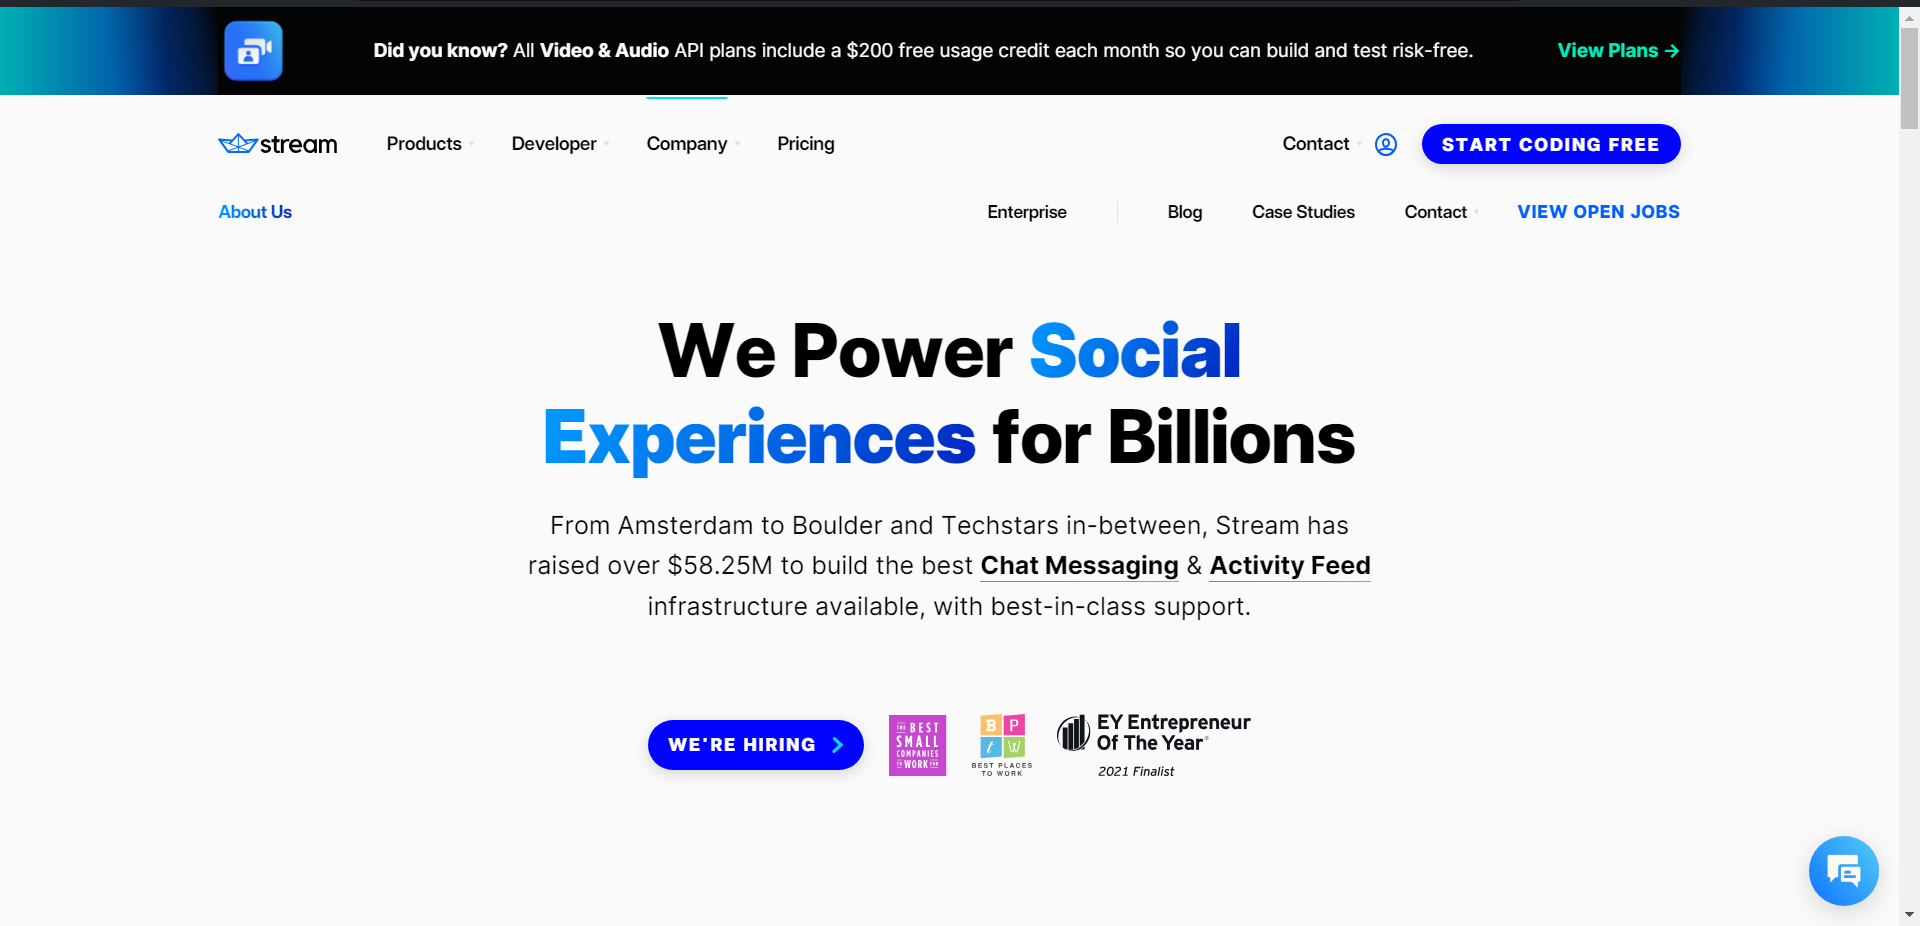 Did you know? All Video & Audio API plans include a $200 free usage credit each month so you can build and test risk-free. View Plans →
stream Products Developer Company Pricing Contact START CODING FREE
About Us Enterprise Blog Case Studies Contact VIEW OPEN JOBS
We Power Social
Experiences for Billions
From Amsterdam to Boulder and Techstars in-between, Stream has
raised over $58.25M to build the best Chat Messaging & Activity Feed
infrastructure available, with best-in-class support.
WE'RE HIRING
THE BEST
SMALL
COMPANIES
TO WORK FOR
B P
t W
BEST PLACES
TO WORK
EY Entrepreneur
Of The Year®
2021 Finalist